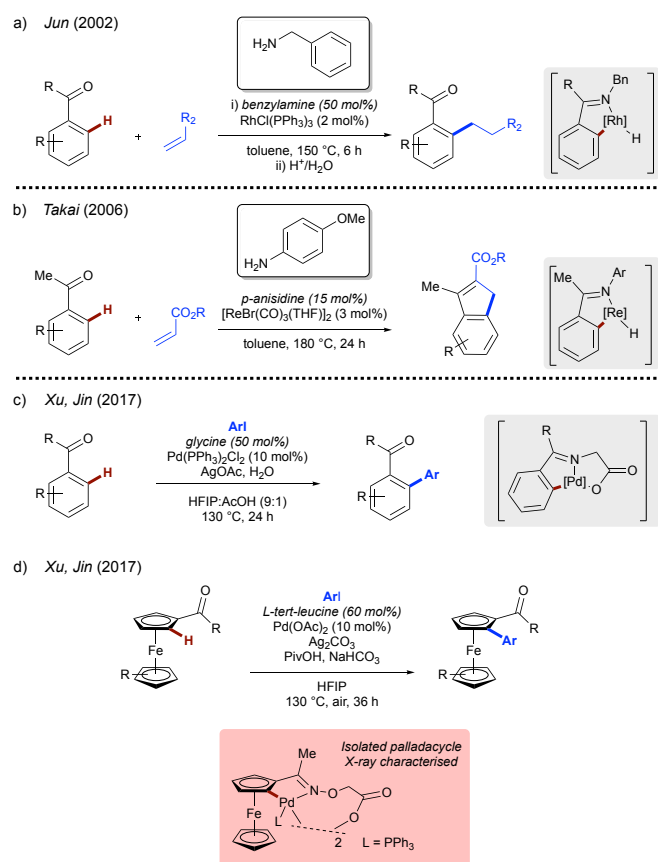 a) Jun (2002)
H2N
R
O
H
R
+
R2
i) benzylamine (50 mol%)
RhCl(PPh3)3 (2 mol%)
toluene, 150 °C, 6 h
ii) H+/H2O
R
O
R2
R
R
Bn
N
[Rh]
H
b) Takai (2006)
OMe
H2N
Me
O
H
R
+
CO2R
p-anisidine (15 mol%)
[ReBr(CO)3(THF)]2 (3 mol%)
toluene, 180 °C, 24 h
CO2R
Me
R
Me
Ar
N
[Re]
H
c) Xu, Jin (2017)
R
O
H
R
ArI
glycine (50 mol%)
Pd(PPh3)2Cl2 (10 mol%)
AgOAc, H2O
HFIP:AcOH (9:1)
130 °C, 24 h
R
O
Ar
R
R
N
O
[Pd]
O
d) Xu, Jin (2017)
O
R
H
Fe
R
ArI
L-tert-leucine (60 mol%)
Pd(OAc)2 (10 mol%)
Ag2CO3
PivOH, NaHCO3
HFIP
130 °C, air, 36 h
O
R
Ar
Fe
R
Isolated palladacycle
X-ray characterised
Me
N
O
O
Pd
O
Fe
L
2
L = PPh3